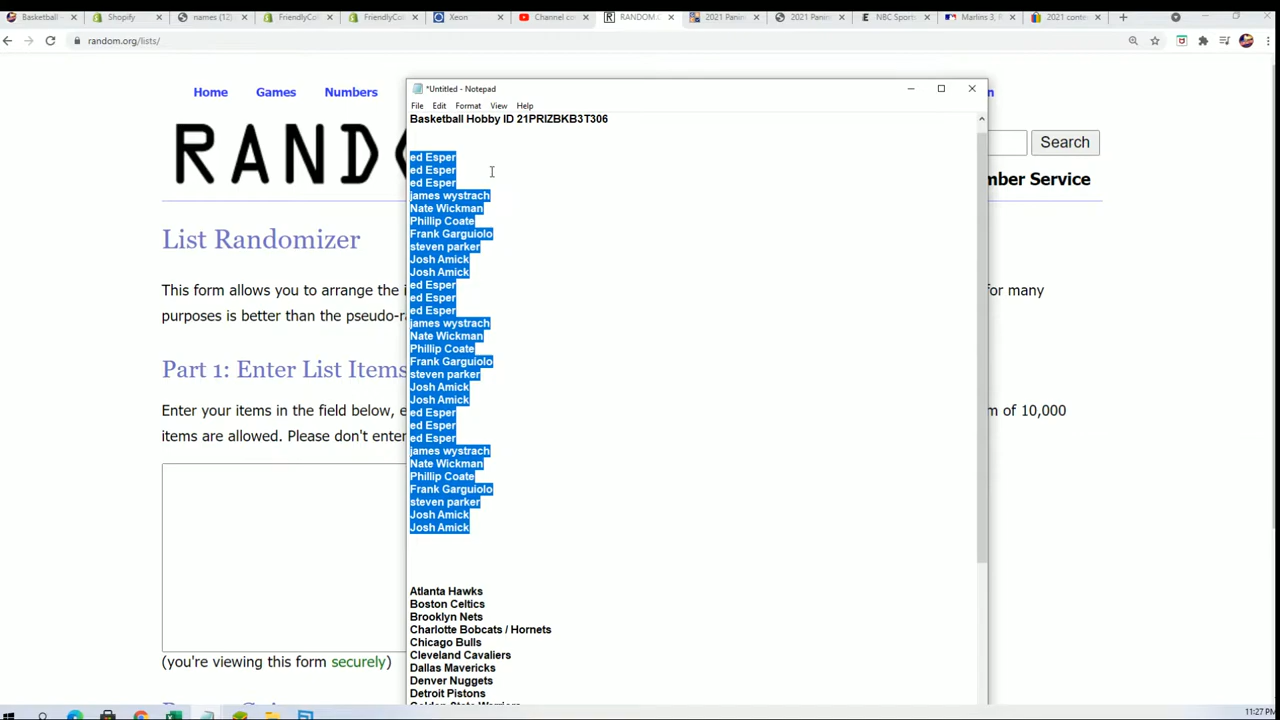 Basketball -
Shopify
names (12)
FriendlyCol
FriendlyCol
Xeon
Channel co
RANDOM.
2021 Panin
2021 Panin
NBC Sports
Marlins 3, R
2021 conte
random.org/lists/
*Untitled - Notepad
File Edit Format View Help
Home Games Numbers
Basketball Hobby ID 21PRIZBKB3T306
RAND
Search
mber Service
ed Esper
ed Esper
ed Esper
james wystrach
Nate Wickman
Phillip Coate
Frank Garguiolo
steven parker
Josh Amick
Josh Amick
ed Esper
ed Esper
ed Esper
james wystrach
Nate Wickman
Phillip Coate
Frank Garguiolo
steven parker
Josh Amick
Josh Amick
ed Esper
ed Esper
ed Esper
james wystrach
Nate Wickman
Phillip Coate
Frank Garguiolo
steven parker
Josh Amick
Josh Amick
List Randomizer
This form allows you to arrange the i
for many
purposes is better than the pseudo-ra
Part 1: Enter List Items
Enter your items in the field below, e
m of 10,000
items are allowed. Please don't enter
Atlanta Hawks
Boston Celtics
Brooklyn Nets
Charlotte Bobcats / Hornets
Chicago Bulls
Cleveland Cavaliers
Dallas Mavericks
Denver Nuggets
Detroit Pistons
Golden State Warriors
(you're viewing this form securely)
11:27 PM